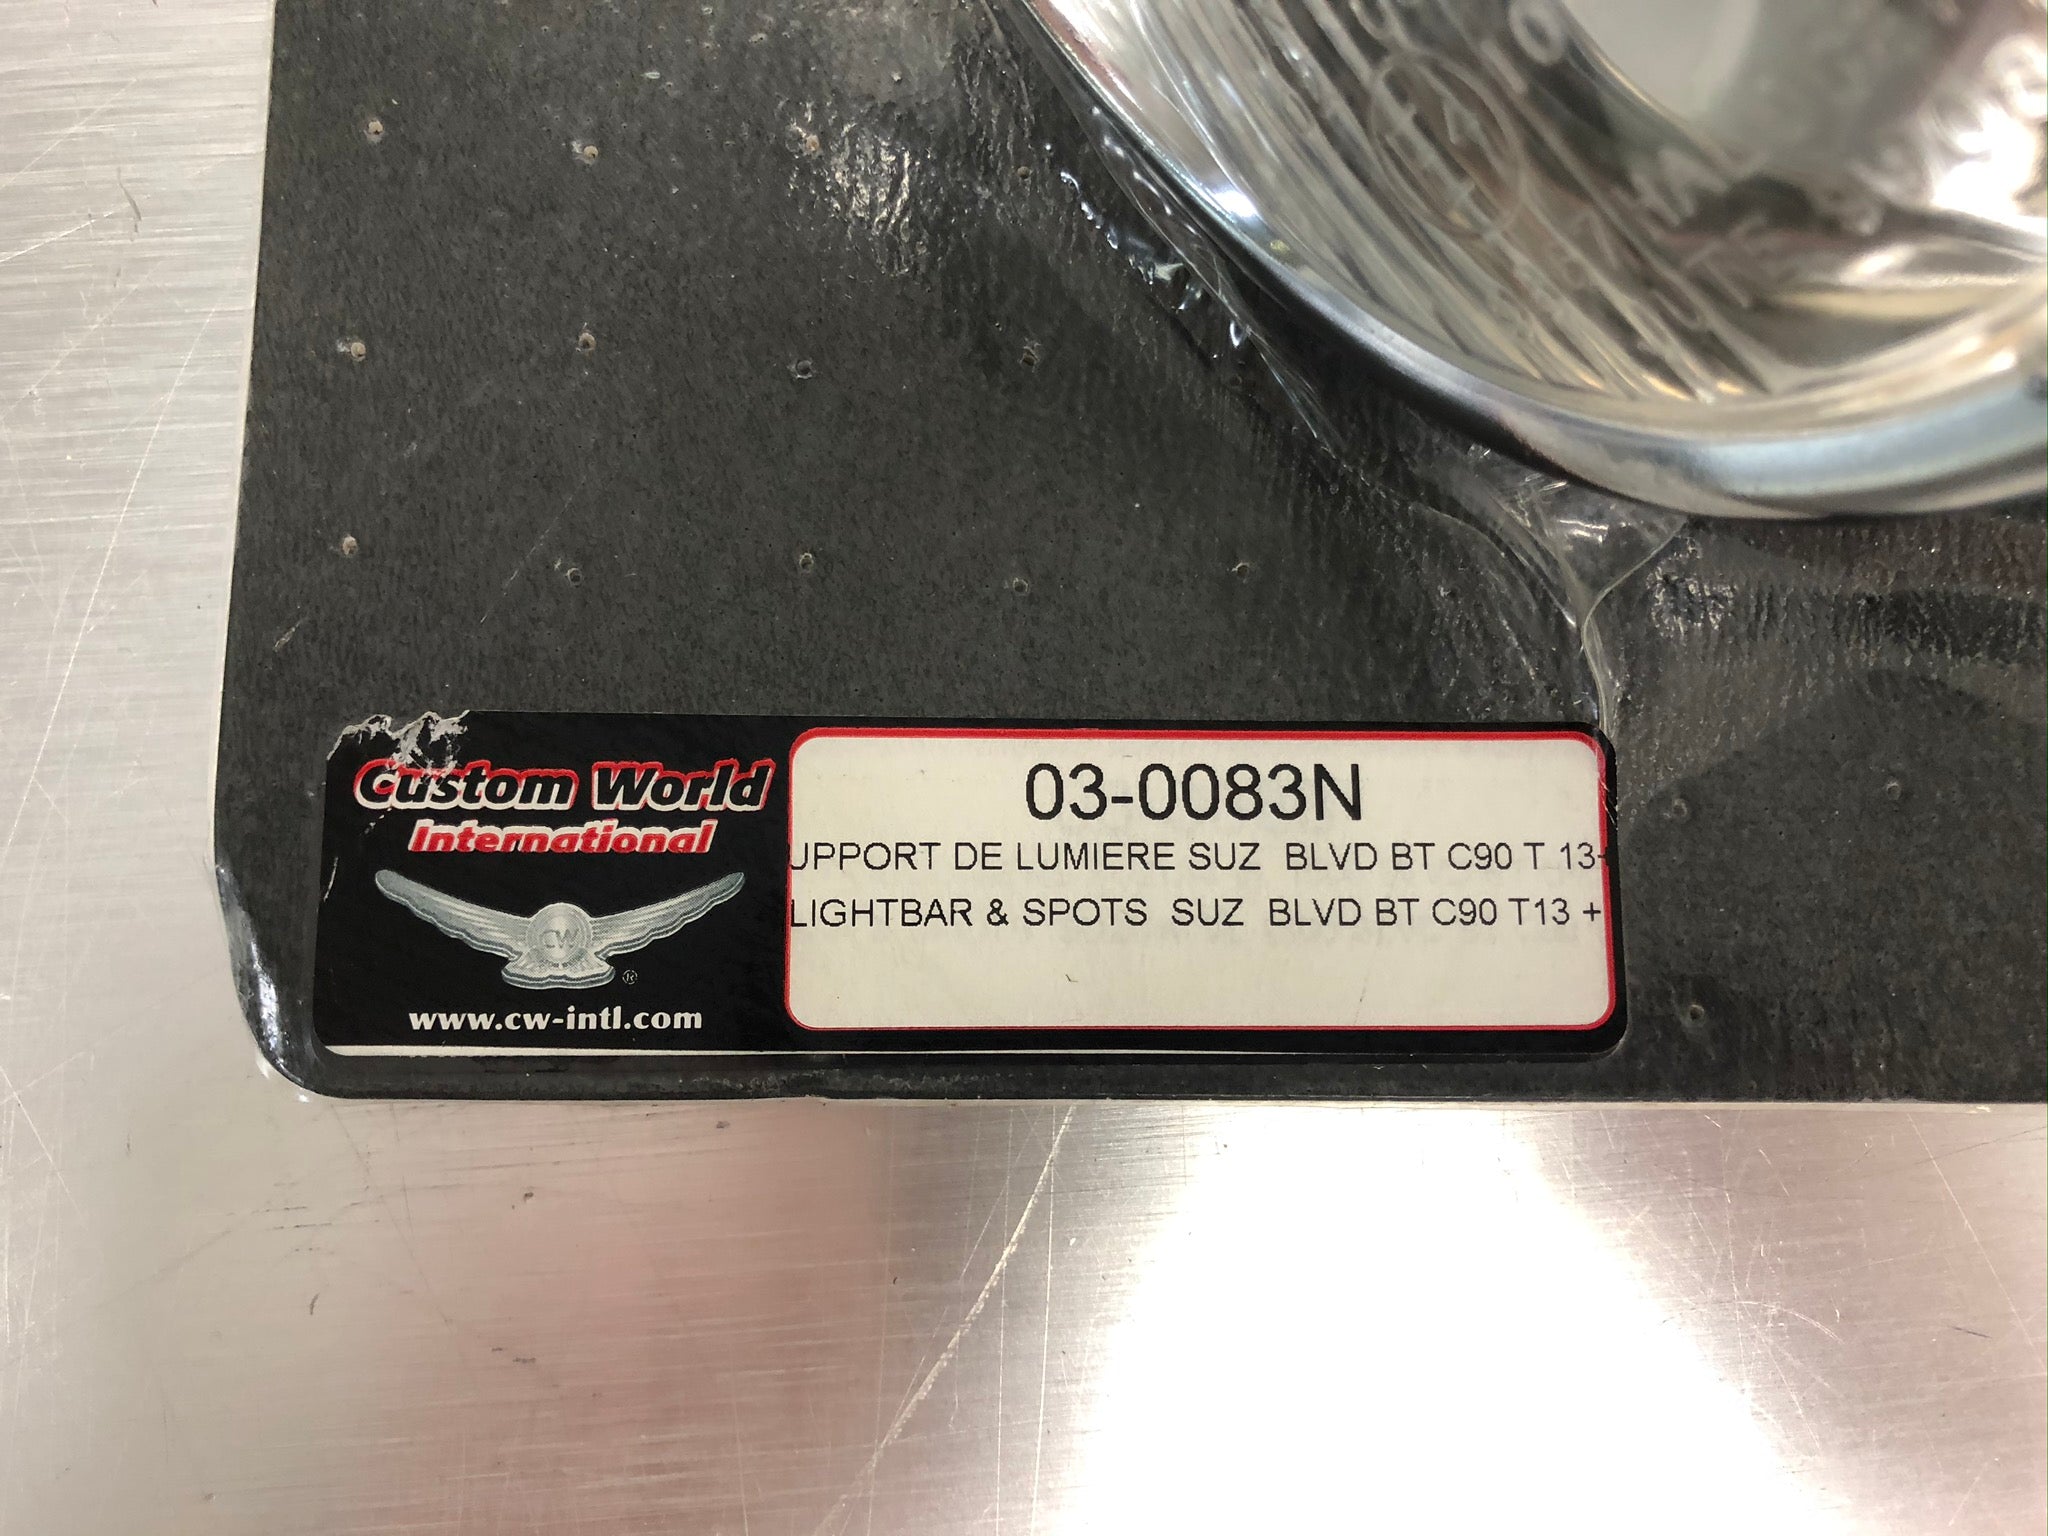 Custom World
International
CW
®
www.cw-intl.com
03-0083N
UPPORT DE LUMIERE SUZ BLVD BT C90 T 13+
LIGHTBAR & SPOTS SUZ BLVD BT C90 T13 +